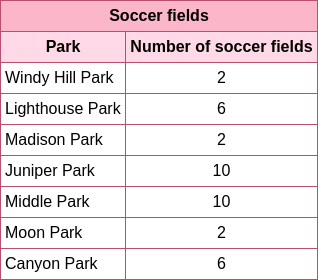 Soccer fields
Park Number of soccer fields
Windy Hill Park 2
Lighthouse Park 6
Madison Park 2
Juniper Park 10
Middle Park 10
Moon Park 2
Canyon Park 6